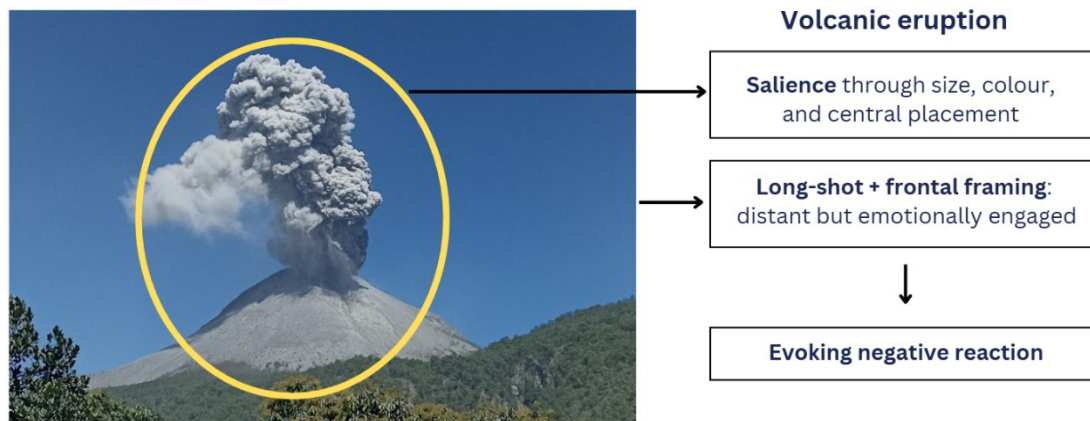 Volcanic eruption
Salience through size, colour,
and central placement
Long-shot + frontal framing:
distant but emotionally engaged
Evoking negative reaction